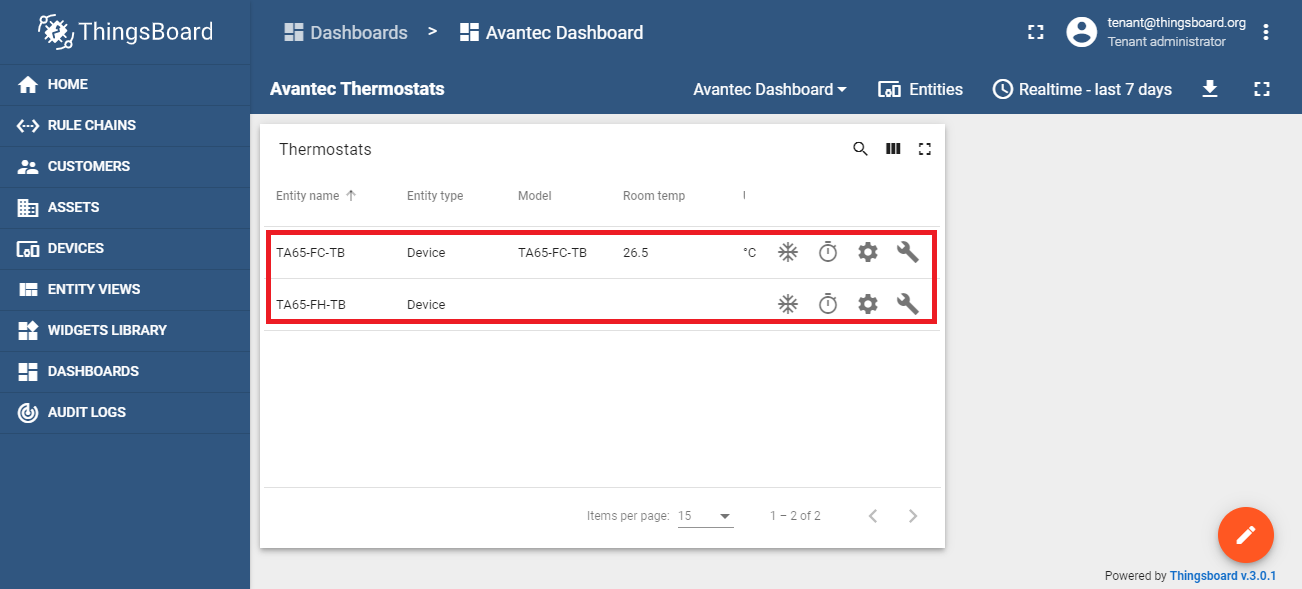 ThingsBoard
Dashboards > Avantec Dashboard
tenant@thingsboard.org
Tenant administrator
HOME
RULE CHAINS
CUSTOMERS
ASSETS
DEVICES
ENTITY VIEWS
WIDGETS LIBRARY
DASHBOARDS
AUDIT LOGS
Avantec Thermostats
Avantec Dashboard
Entities
Realtime - last 7 days
Thermostats
Entity name Entity type Model Room temp
TA65-FC-TB Device TA65-FC-TB 26.5 °C
TA65-FH-TB Device
Items per page: 15 1 – 2 of 2
Powered by Thingsboard v.3.0.1